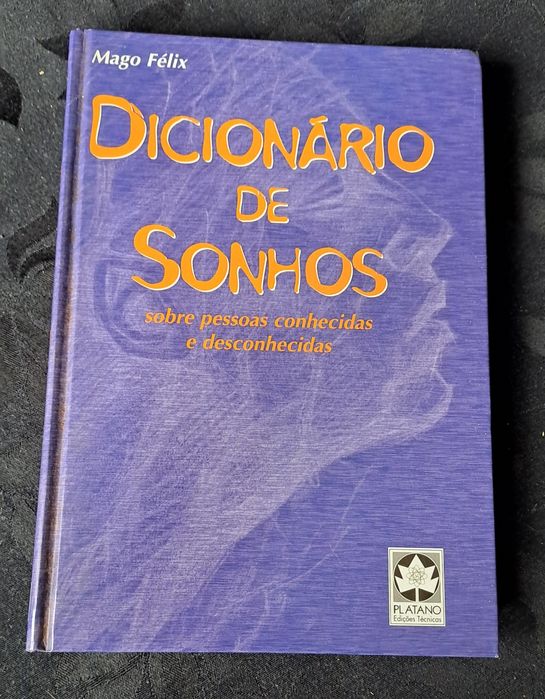 Mago Félix
DICIONÁRIO
DE
SONHOS
sobre pessoas conhecidas
e desconhecidas
PLATANO
Edições Técnicas